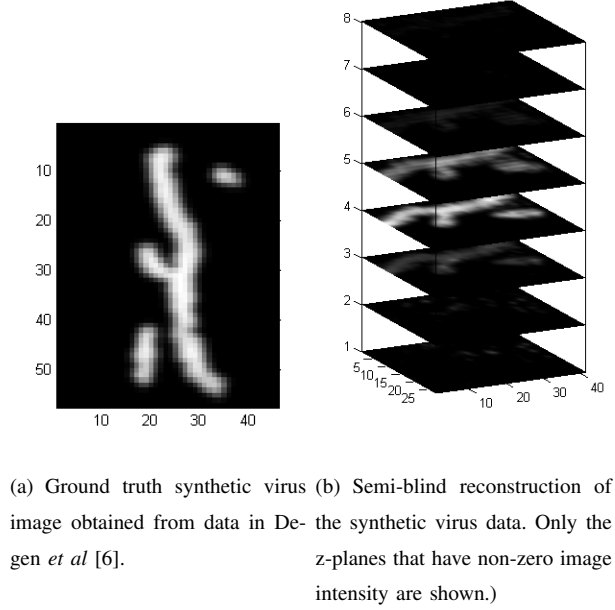 10
20
30
40
50
10 20 30 40
8
7
6
5
4
3
2
1
5
10
15
20
25
10 20 30 40
(a) Ground truth synthetic virus
image obtained from data in De-
gen et al [6].
(b) Semi-blind reconstruction of
the synthetic virus data. Only the
z-planes that have non-zero image
intensity are shown.)